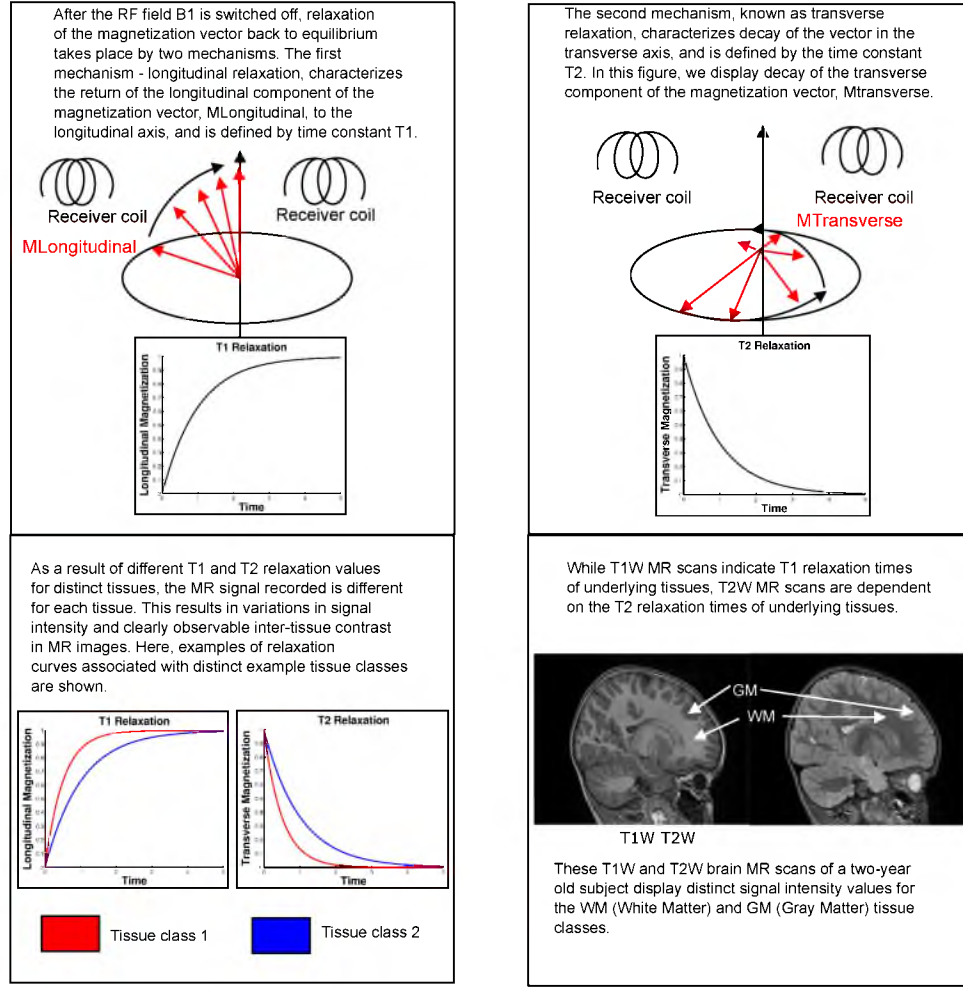 After the RF field B1 is switched off, relaxation
of the magnetization vector back to equilibrium
takes place by two mechanisms. The first
mechanism - longitudinal relaxation, characterizes
the return of the longitudinal component of the
magnetization vector, MLongitudinal, to the
longitudinal axis, and is defined by time constant T1.
Receiver coil
Receiver coil
MLongitudinal
T1 Relaxation
Longitudinal Magnetization
Time
The second mechanism, known as transverse
relaxation, characterizes decay of the vector in the
transverse axis, and is defined by the time constant
T2. In this figure, we display decay of the transverse
component of the magnetization vector, Mtransverse.
Receiver coil
Receiver coil
MTransverse
T2 Relaxation
Transverse Magnetization
Time
As a result of different T1 and T2 relaxation values
for distinct tissues, the MR signal recorded is different
for each tissue. This results in variations in signal
intensity and clearly observable inter-tissue contrast
in MR images. Here, examples of relaxation
curves associated with distinct example tissue classes
are shown.
T1 Relaxation
Longitudinal Magnetization
Time
T2 Relaxation
Transverse Magnetization
Time
Tissue class 1
Tissue class 2
While T1W MR scans indicate T1 relaxation times
of underlying tissues, T2W MR scans are dependent
on the T2 relaxation times of underlying tissues.
GM
WM
T1W T2W
These T1W and T2W brain MR scans of a two-year
old subject display distinct signal intensity values for
the WM (White Matter) and GM (Gray Matter) tissue
classes.